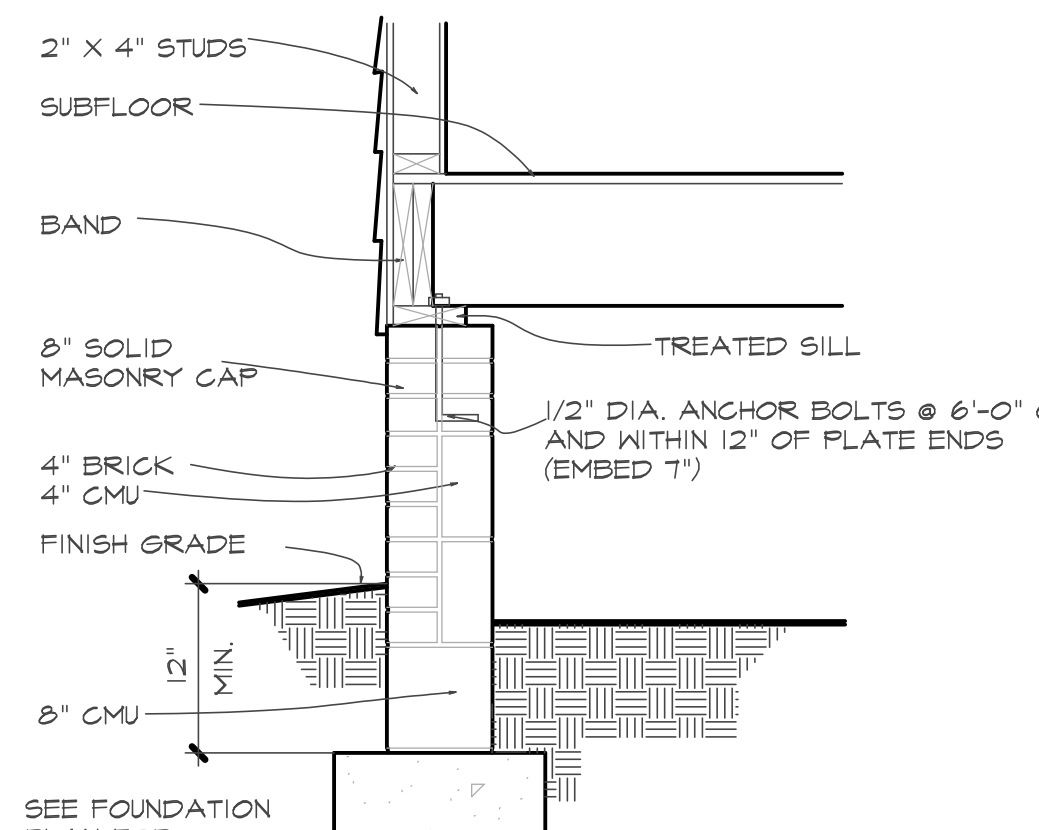 2" X 4" STUDS
SUBFLOOR
BAND
8" SOLID
MASONRY CAP
TREATED SILL
1/2" DIA. ANCHOR BOLTS @ 6'-0"
AND WITHIN 12" OF PLATE ENDS
(EMBED 7")
4" BRICK
4" CMU
FINISH GRADE
12"
MIN.
8" CMU
SEE FOUNDATION